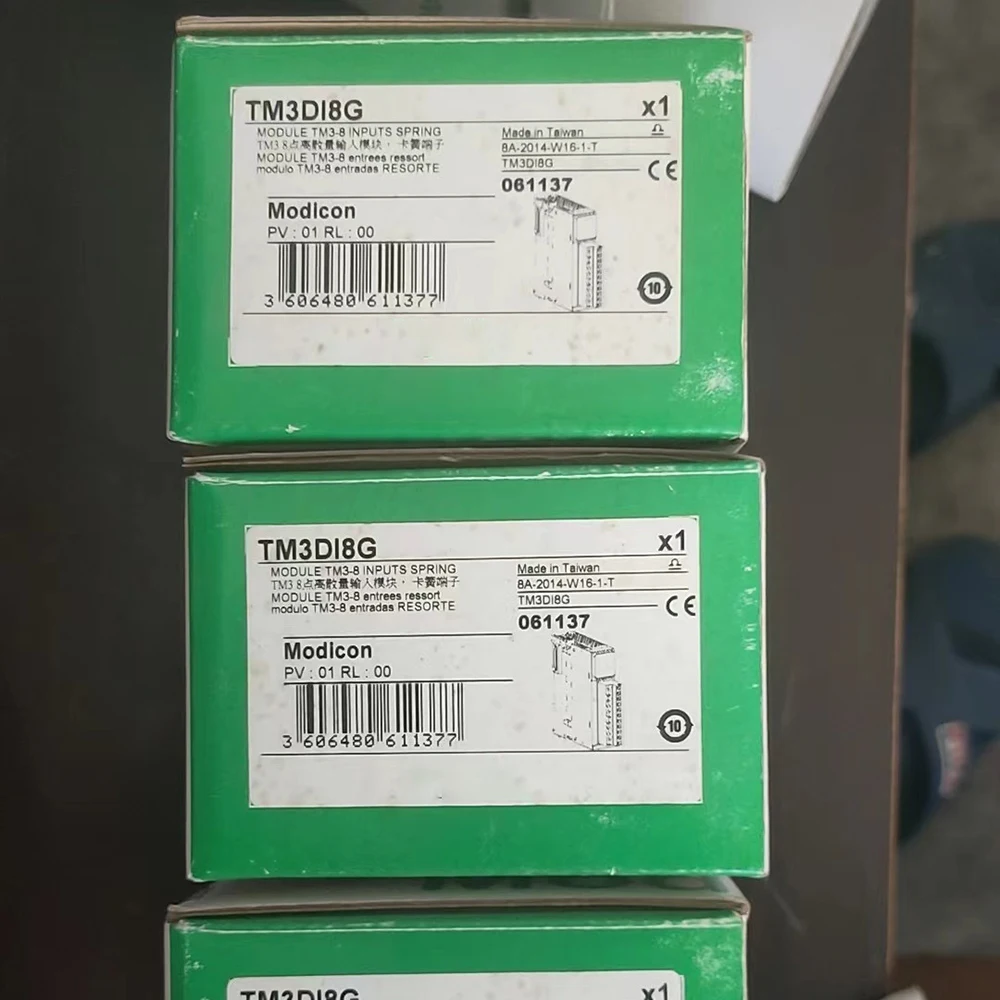 TM3DI8G x1
MODULE TM3-8 INPUTS SPRING
TM3 8点离散量输入模块，卡簧端子
MODULE TM3-8 entrees ressort
modulo TM3-8 entradas RESORTE
Made in Taiwan
8A-2014-W16-1-T
TM3DI8G
CE
061137
Modicon
PV : 01 RL : 00
3 606480 611377
10
TM3DI8G x1
MODULE TM3-8 INPUTS SPRING
TM3 8点离散量输入模块，卡簧端子
MODULE TM3-8 entrees ressort
modulo TM3-8 entradas RESORTE
Made in Taiwan
8A-2014-W16-1-T
TM3DI8G
CE
061137
Modicon
PV : 01 RL : 00
3 606480 611377
10
TM3DI8G x1